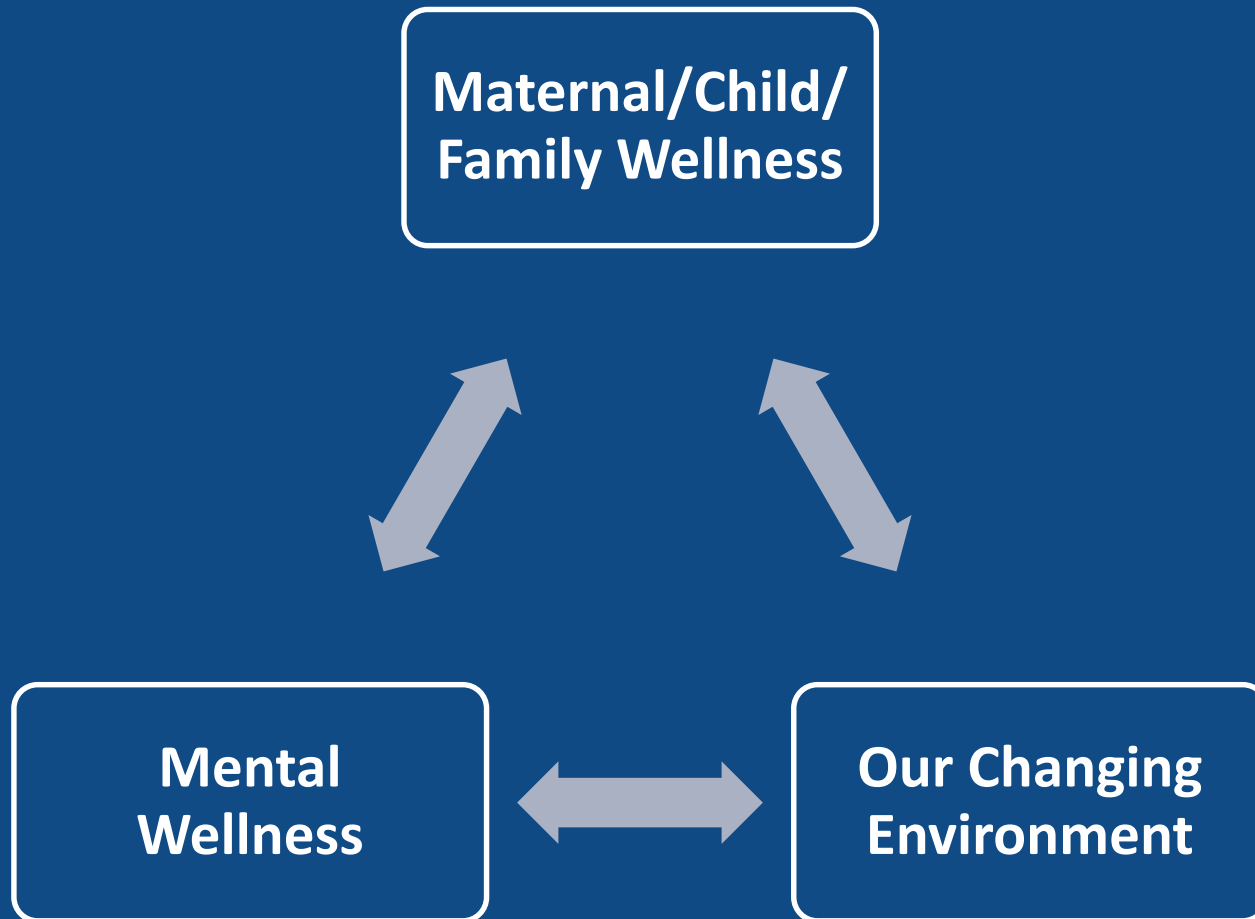 Maternal/Child/
Family Wellness
Mental
Wellness
Our Changing
Environment